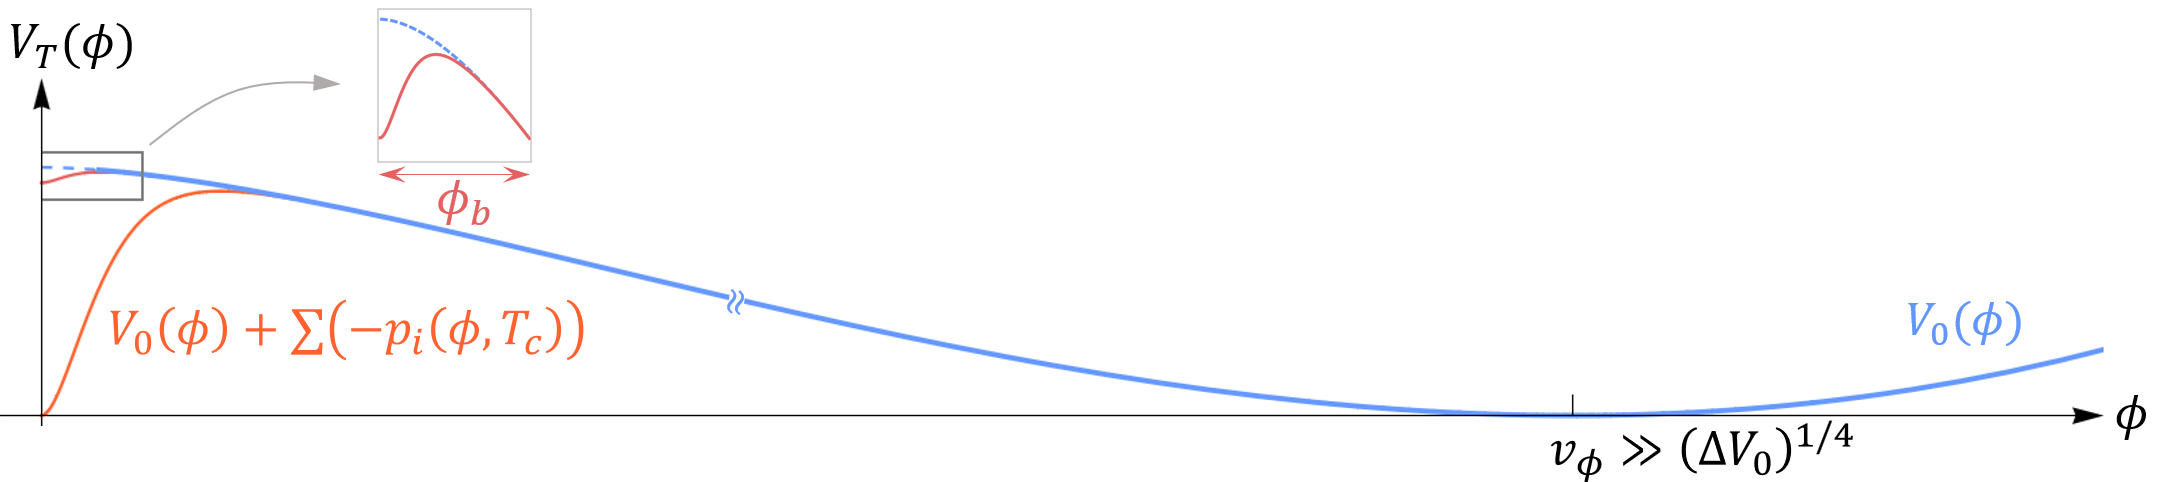 V_T(ϕ)
ϕ_b
V_0(ϕ) + ∑(−p_i(ϕ, T_c))
V_0(ϕ)
ϕ
v_ϕ ≫ (ΔV_0)^{1/4}